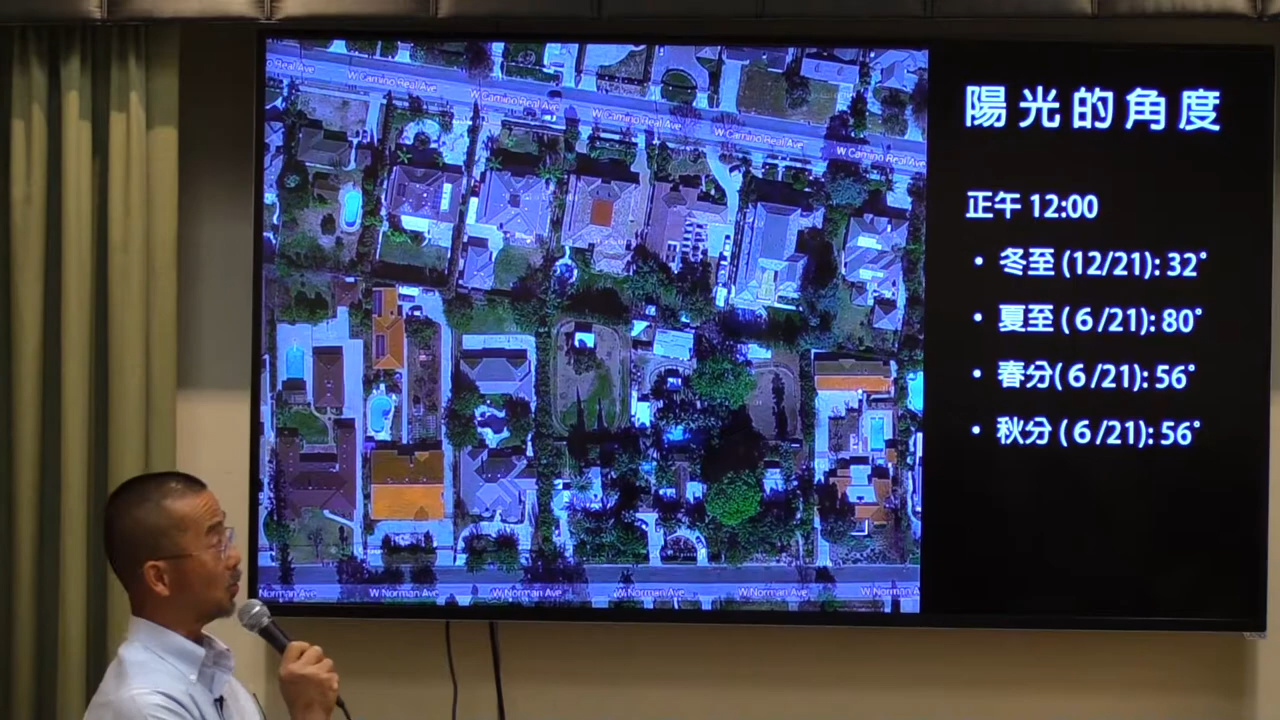 o Real Ave
W Camino Real Ave
W Camino Real Ave
W Camino Real Ave
W Camino Real Ave
W Camino Real Ave
陽光的角度
正午 12:00
• 冬至 (12/21): 32°
• 夏至 ( 6 /21): 80°
• 春分( 6 /21): 56°
• 秋分 ( 6 /21): 56°
Norman Ave
W Norman Ave
W Norman Ave
W Norman Ave
W Norman Ave
W Norman A